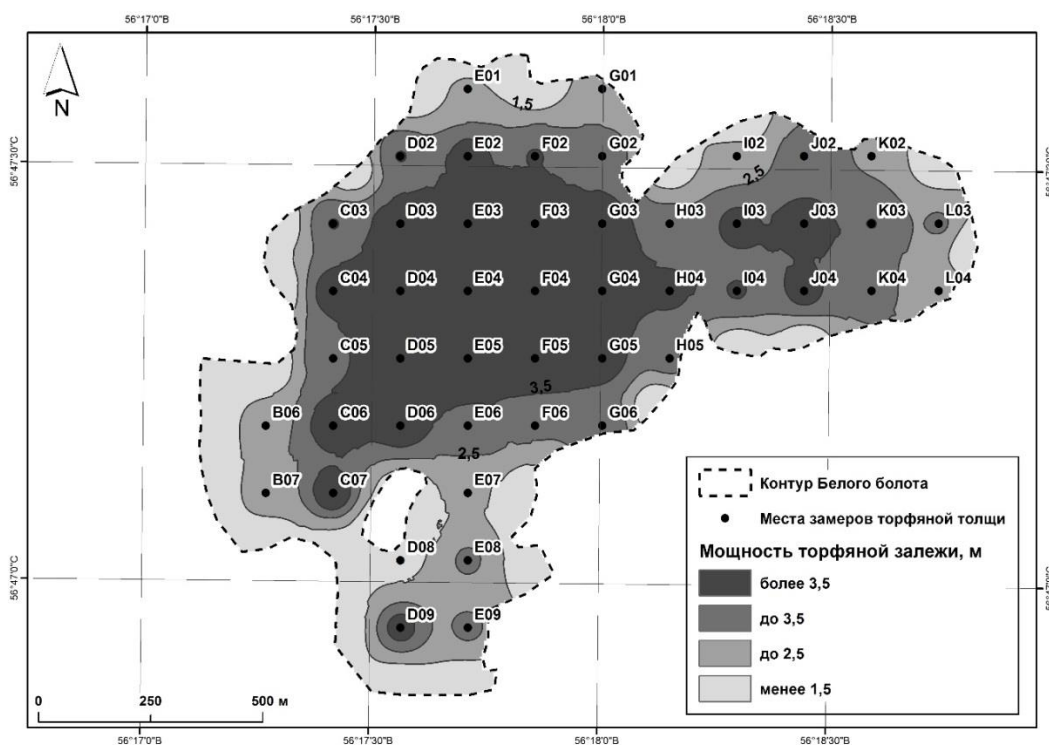 56°17'0"В 56°17'30"В 56°18'0"В 56°18'30"В
N
56°47'30"С
56°47'0"С
E01 G01
1,5
D02 E02 F02 G02 I02 J02 K02
2,5
C03 D03 E03 F03 G03 H03 I03 J03 K03 L03
C04 D04 E04 F04 G04 H04 I04 J04 K04 L04
C05 D05 E05 F05 G05 H05
3,5
B06 C06 D06 E06 F06 G06
2,5
B07 C07 E07
D08 E08
D09 E09
Контур Белого болота
Места замеров торфяной толщи
Мощность торфяной залежи, м
более 3,5
до 3,5
до 2,5
менее 1,5
0 250 500 м
56°17'0"В 56°17'30"В 56°18'0"В 56°18'30"В